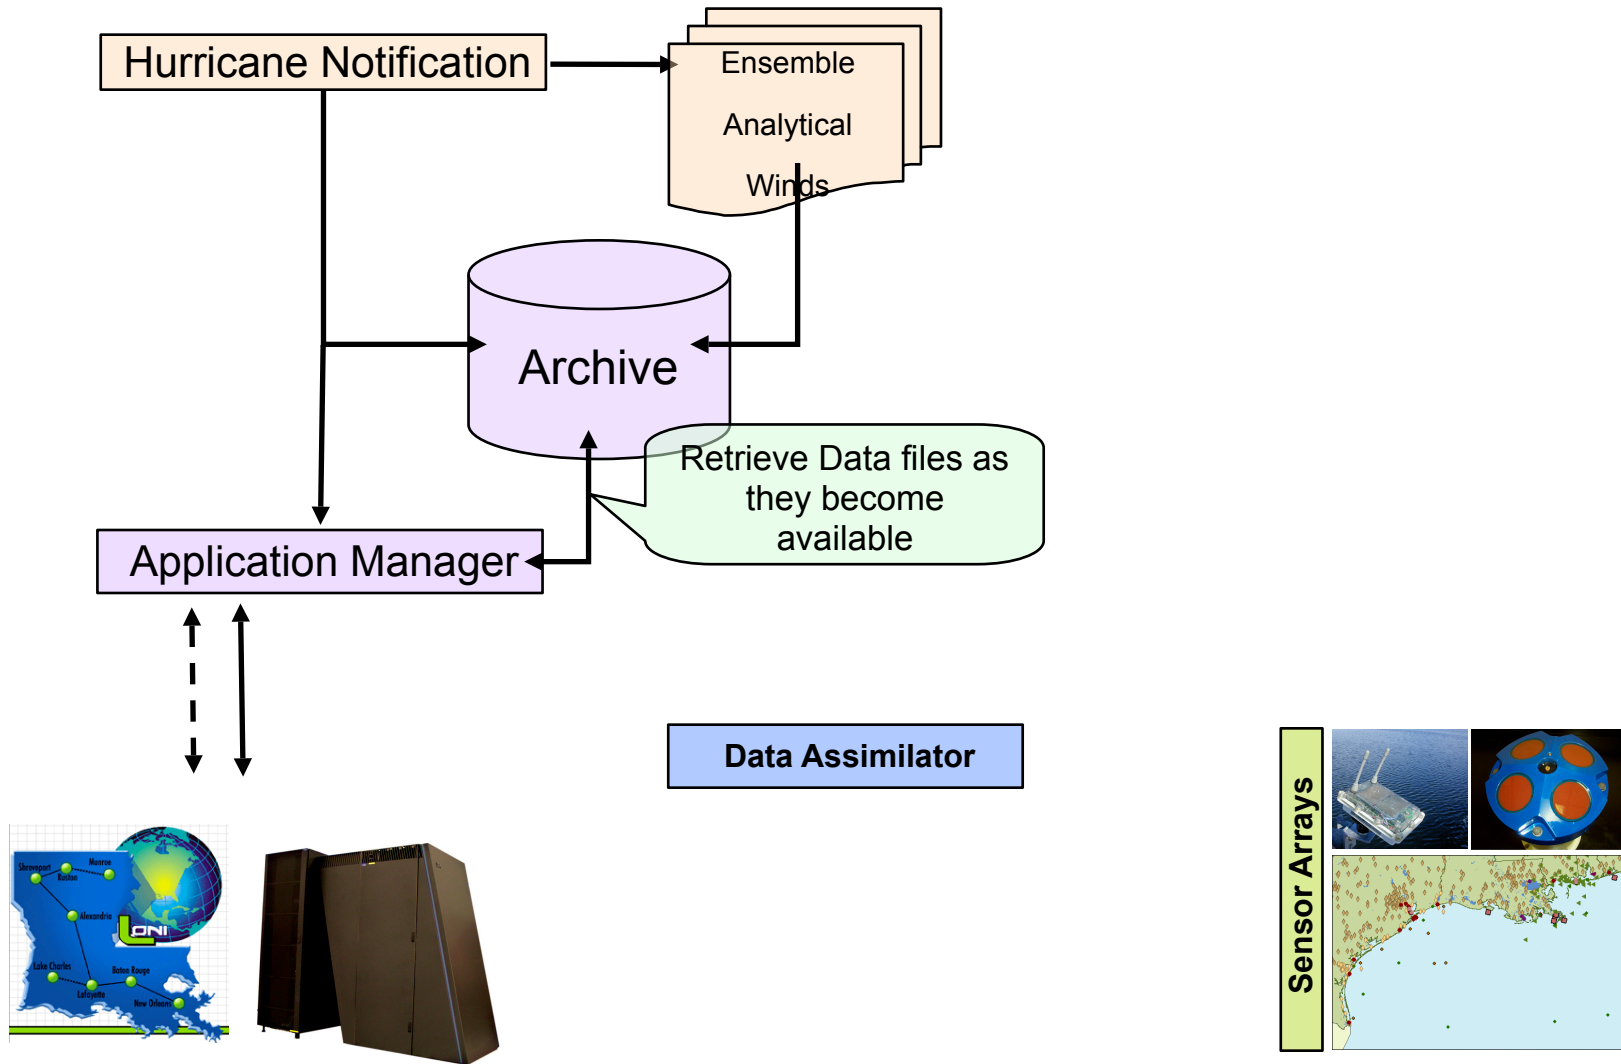 Hurricane Notification
Ensemble
Analytical
Winds
Archive
Retrieve Data files as
they become
available
Application Manager
Data Assimilator
Sensor Arrays
Shreveport
Ruston
Monroe
Alexandria
LONI
Lake Charles
Lafayette
Baton Rouge
New Orleans